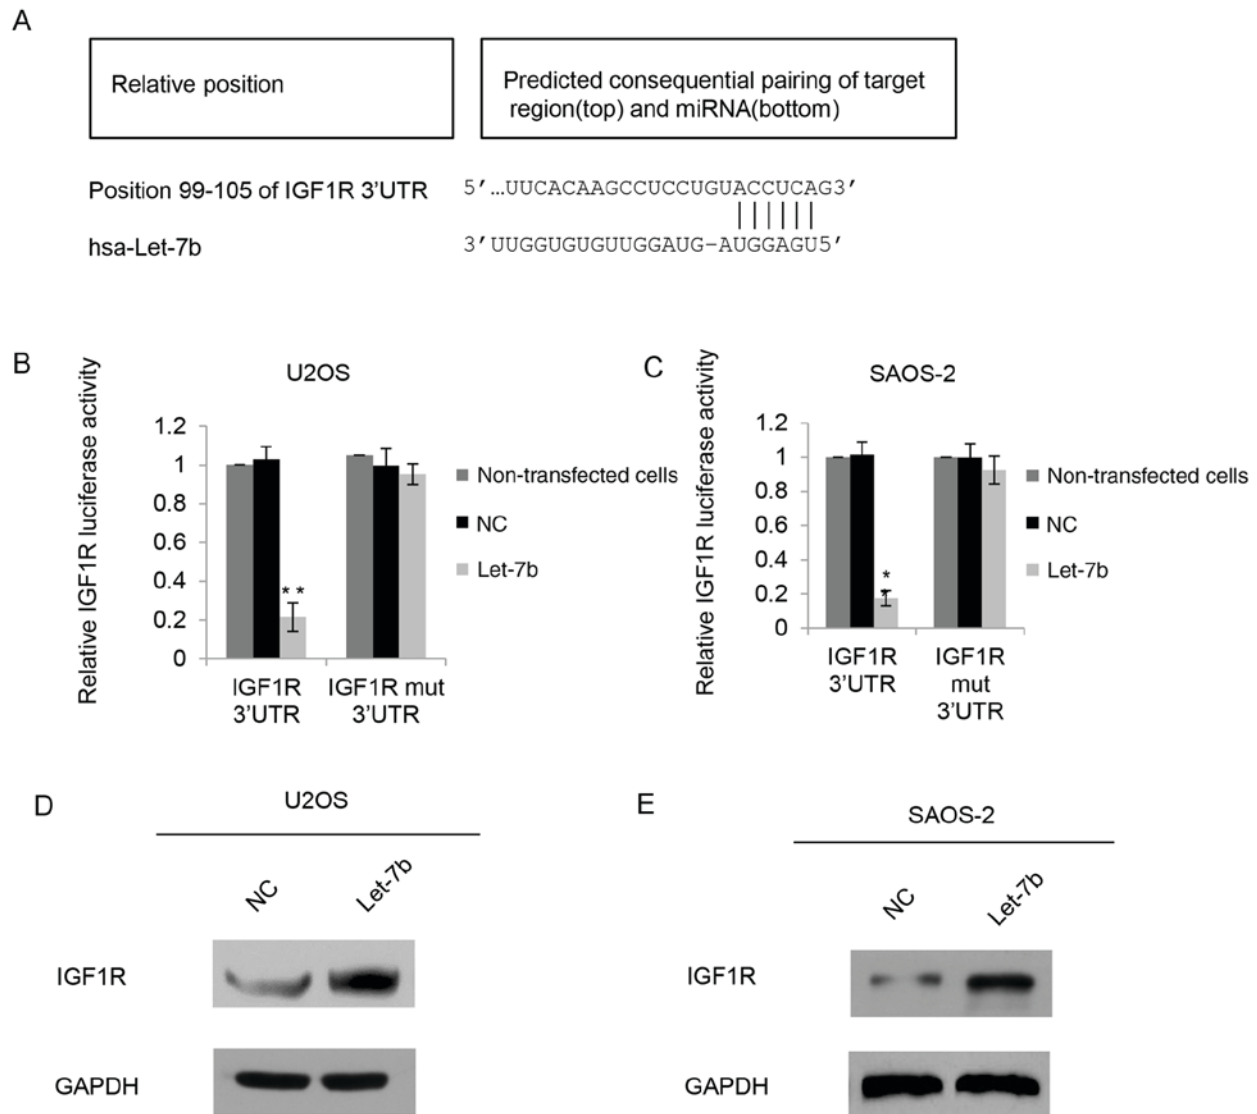 A
Relative position
Predicted consequential pairing of target
region(top) and miRNA(bottom)
Position 99-105 of IGF1R 3'UTR
5'…UUCACAAGCCUCCUGUACCUCAG3'
hsa-Let-7b
3'UUGGUGUGUUGGAUG-AUGGAGU5'
B
Relative IGF1R luciferase activity
U2OS
1.2
1
0.8
0.6
0.4
0.2
0
* *
IGF1R
3'UTR
IGF1R mut
3'UTR
Non-transfected cells
NC
Let-7b
C
Relative IGF1R luciferase activity
SAOS-2
1.2
1
0.8
0.6
0.4
0.2
0
*
*
IGF1R
3'UTR
IGF1R
mut
3'UTR
Non-transfected cells
NC
Let-7b
D
U2OS
NC
Let-7b
IGF1R
GAPDH
E
SAOS-2
NC
Let-7b
IGF1R
GAPDH